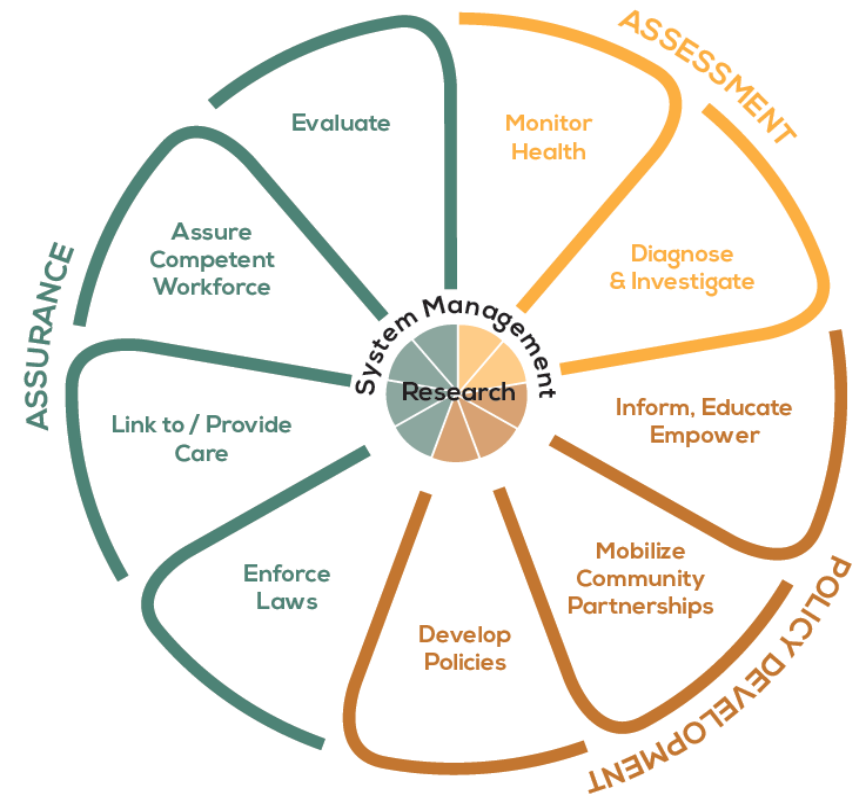 ASSESSMENT
Monitor
Health
Diagnose
& Investigate
POLICY DEVELOPMENT
Inform, Educate
Empower
Mobilize
Community
Partnerships
Develop
Policies
ASSURANCE
Enforce
Laws
Link to / Provide
Care
Assure
Competent
Workforce
Evaluate
System Management
Research